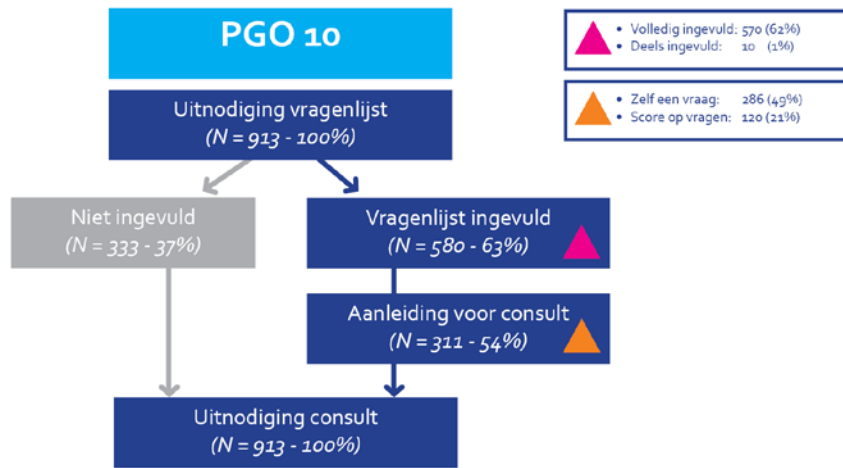 PGO 10
• Volledig ingevuld: 570 (62%)
• Deels ingevuld: 10 (1%)
• Zelf een vraag: 286 (49%)
• Score op vragen: 120 (21%)
Uitnodiging vragenlijst
(N = 913 - 100%)
Niet ingevuld
(N = 333 - 37%)
Vragenlijst ingevuld
(N = 580 - 63%)
Aanleiding voor consult
(N = 311 - 54%)
Uitnodiging consult
(N = 913 - 100%)